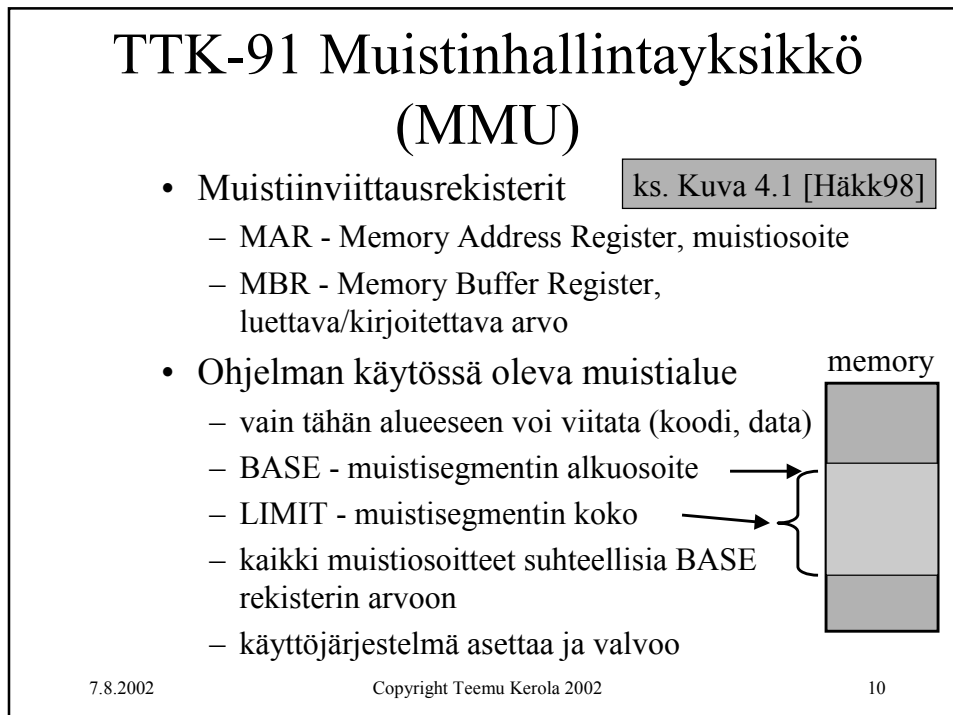 TTK-91 Muistinhallintayksikkö
(MMU)
• Muistiinviittausrekisterit
ks. Kuva 4.1 [Häkk98]
– MAR - Memory Address Register, muistiosoite
– MBR - Memory Buffer Register,
luettava/kirjoitettava arvo
• Ohjelman käytössä oleva muistialue
memory
– vain tähän alueeseen voi viitata (koodi, data)
– BASE - muistisegmentin alkuosoite
– LIMIT - muistisegmentin koko
– kaikki muistiosoitteet suhteellisia BASE
rekisterin arvoon
– käyttöjärjestelmä asettaa ja valvoo
7.8.2002
Copyright Teemu Kerola 2002
10